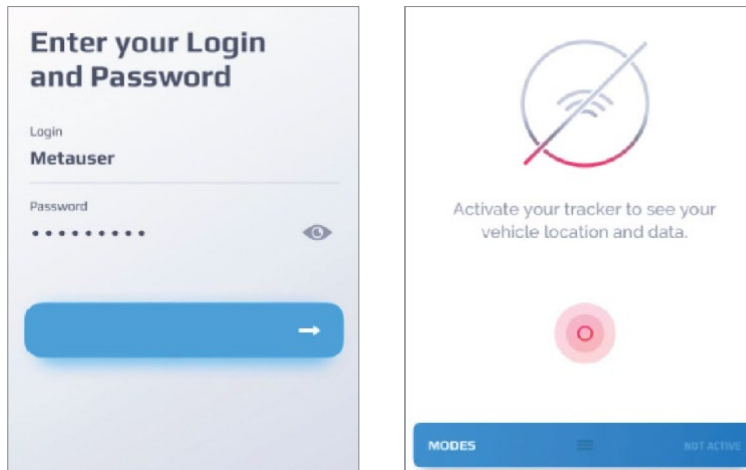 Enter your Login
and Password
Login
Metauser
Password
Activate your tracker to see your
vehicle location and data.
MODES
NOT ACTIVE